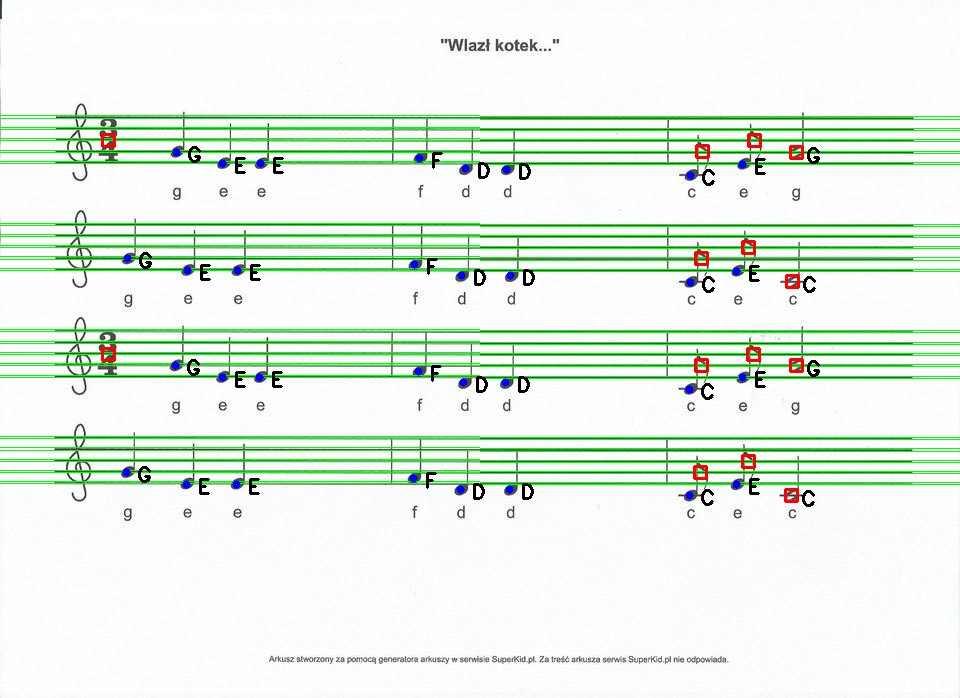 "Wlazł kotek..."
G E E F D D C E G
g e e f d d c e g
G E E F D D C E
g e e f d d c e c
G E E F D D C E G
g e e f d d c e g
G E E F D D C E C
g e e f d d c e c
Arkusz stworzony za pomocą generatora arkuszy w serwisie SuperKid.pl. Za treść arkusza serwis SuperKid.pl nie odpowiada.